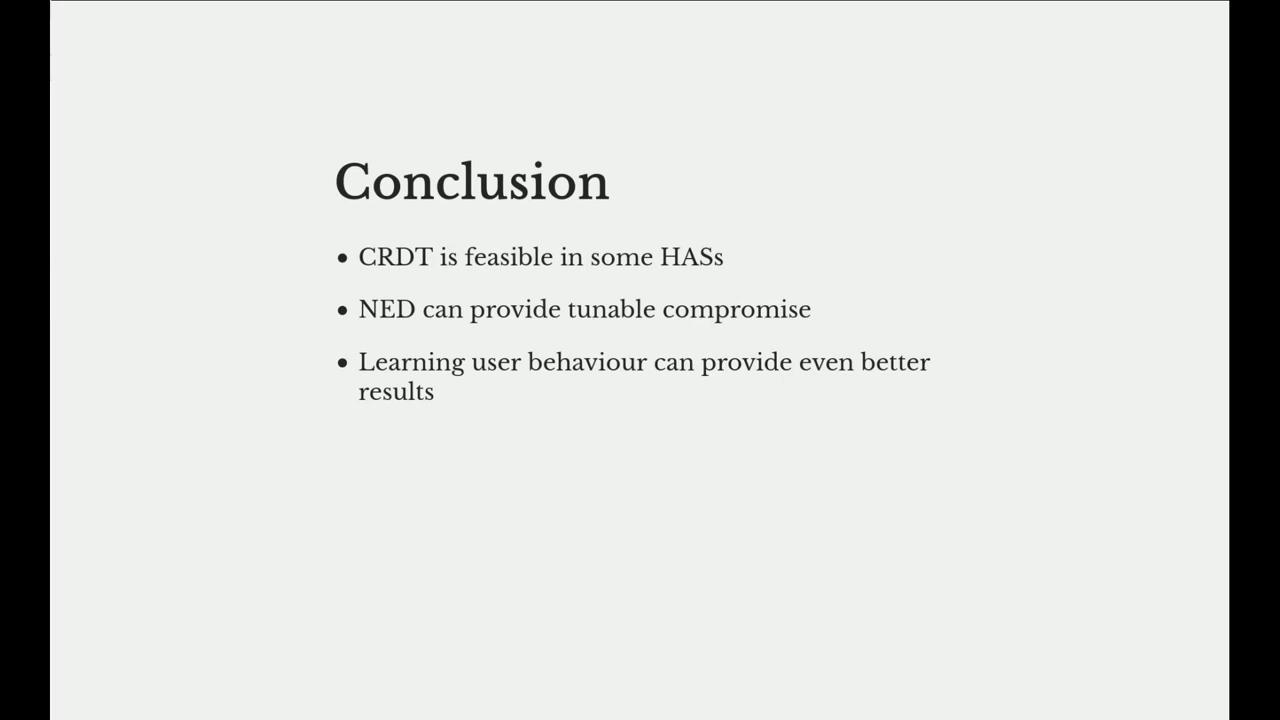 Conclusion
• CRDT is feasible in some HASs
• NED can provide tunable compromise
• Learning user behaviour can provide even better
results